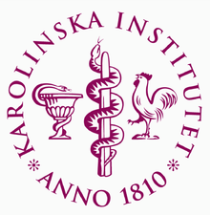 KAROLINSKA INSTITUTET
* ANNO 1810 *